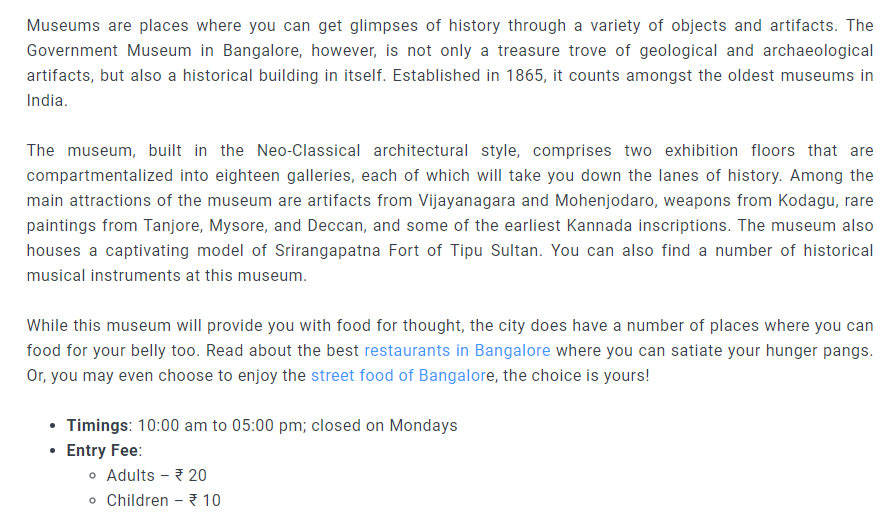 Museums are places where you can get glimpses of history through a variety of objects and artifacts. The
Government Museum in Bangalore, however, is not only a treasure trove of geological and archaeological
artifacts, but also a historical building in itself. Established in 1865, it counts amongst the oldest museums in
India.
The museum, built in the Neo-Classical architectural style, comprises two exhibition floors that are
compartmentalized into eighteen galleries, each of which will take you down the lanes of history. Among the
main attractions of the museum are artifacts from Vijayanagara and Mohenjodaro, weapons from Kodagu, rare
paintings from Tanjore, Mysore, and Deccan, and some of the earliest Kannada inscriptions. The museum also
houses a captivating model of Srirangapatna Fort of Tipu Sultan. You can also find a number of historical
musical instruments at this museum.
While this museum will provide you with food for thought, the city does have a number of places where you can
food for your belly too. Read about the best restaurants in Bangalore where you can satiate your hunger pangs.
Or, you may even choose to enjoy the street food of Bangalore, the choice is yours!
• Timings: 10:00 am to 05:00 pm; closed on Mondays
• Entry Fee:
◦ Adults – ₹ 20
◦ Children – ₹ 10